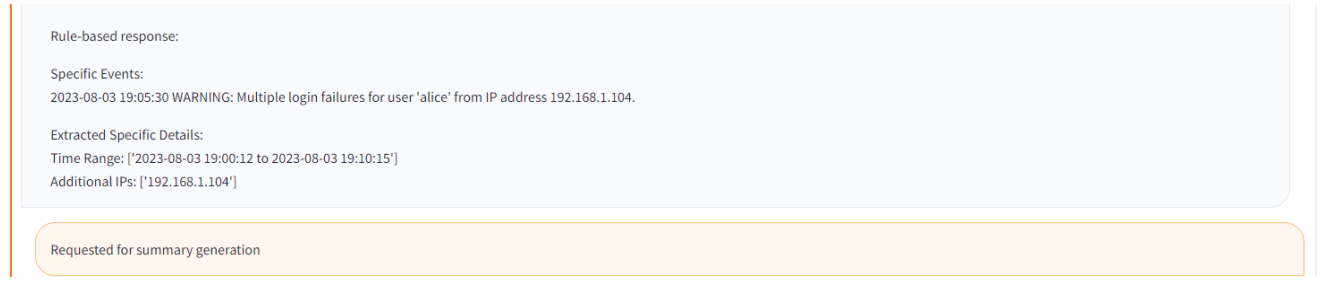 Rule-based response:
Specific Events:
2023-08-03 19:05:30 WARNING: Multiple login failures for user 'alice' from IP address 192.168.1.104.
Extracted Specific Details:
Time Range: ['2023-08-03 19:00:12 to 2023-08-03 19:10:15']
Additional IPs: ['192.168.1.104']
Requested for summary generation